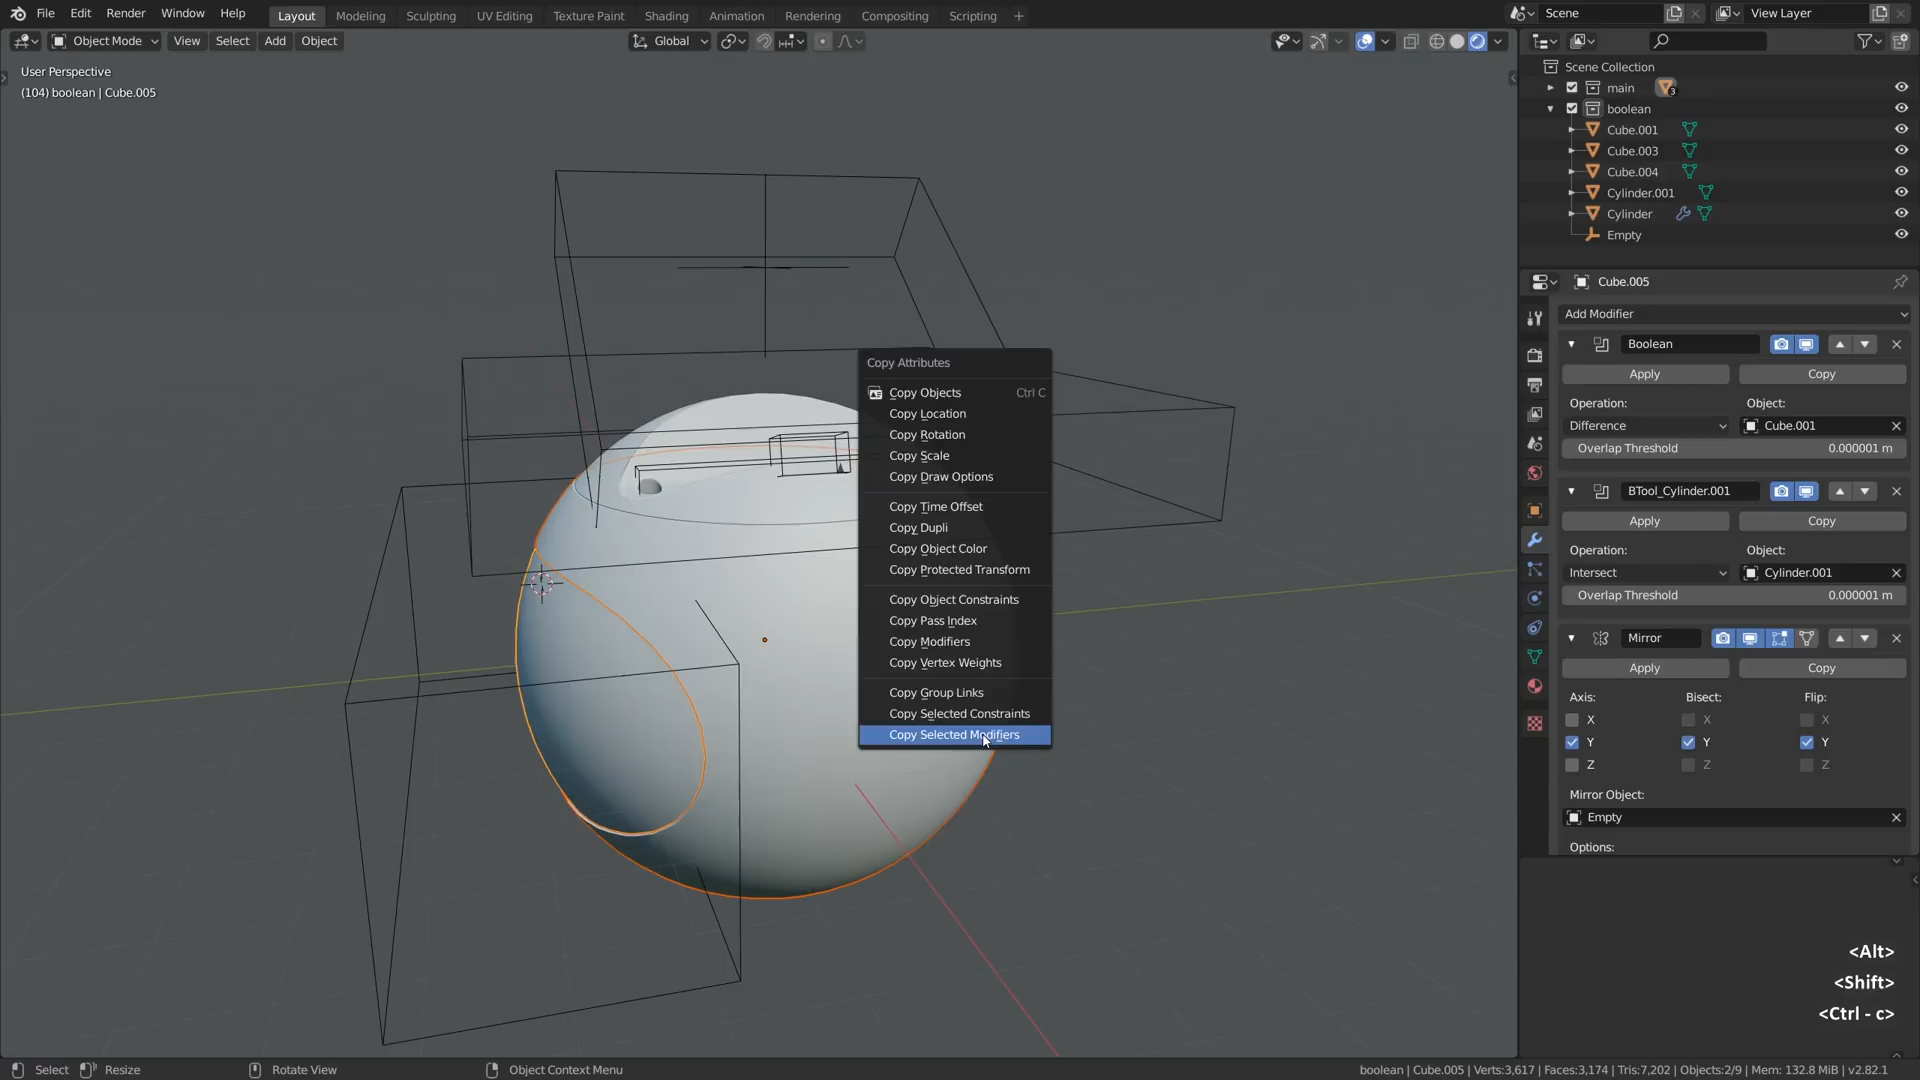 File Edit Render Window Help Layout Modeling Sculpting UV Editing Texture Paint Shading Animation Rendering Compositing Scripting + Scene View Layer
Object Mode View Select Add Object Global
User Perspective
(104) boolean | Cube.005
Scene Collection
main 3
boolean
Cube.001
Cube.003
Cube.004
Cylinder.001
Cylinder
Empty
Cube.005
Add Modifier
Boolean
Apply Copy
Operation: Object:
Difference Cube.001
Overlap Threshold 0.000001 m
BTool_Cylinder.001
Apply Copy
Operation: Object:
Intersect Cylinder.001
Overlap Threshold 0.000001 m
Mirror
Apply Copy
Axis: Bisect: Flip:
X X X
Y Y Y
Z Z Z
Mirror Object:
Empty
Options:
Copy Attributes
Copy Objects Ctrl C
Copy Location
Copy Rotation
Copy Scale
Copy Draw Options
Copy Time Offset
Copy Dupli
Copy Object Color
Copy Protected Transform
Copy Object Constraints
Copy Pass Index
Copy Modifiers
Copy Vertex Weights
Copy Group Links
Copy Selected Constraints
Copy Selected Modifiers
<Alt>
<Shift>
<Ctrl - c>
Select Resize Rotate View Object Context Menu boolean | Cube.005 | Verts:3,617 | Faces:3,174 | Tris:7,202 | Objects:2/9 | Mem: 132.8 MiB | v2.82.1